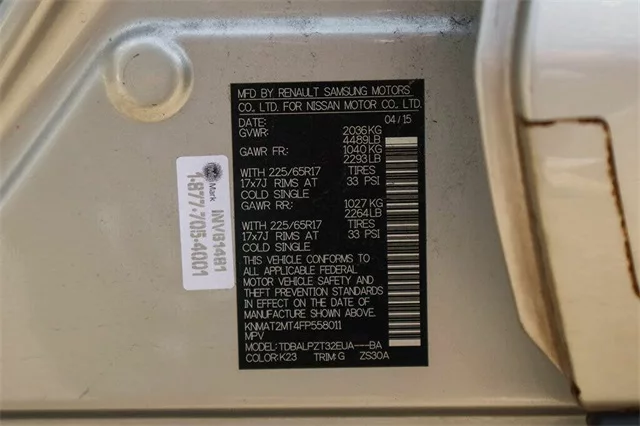 MFD BY RENAULT SAMSUNG MOTORS
CO., LTD. FOR NISSAN MOTOR CO., LTD.
DATE: 04/15
GVWR: 2036KG
4489LB
GAWR FR: 1040KG
2293LB
WITH 225/65R17 TIRES
17x7J RIMS AT 33 PSI
COLD SINGLE
GAWR RR: 1027 KG
2264LB
WITH 225/65R17 TIRES
17x7J RIMS AT 33 PSI
COLD SINGLE
THIS VEHICLE CONFORMS TO
ALL APPLICABLE FEDERAL
MOTOR VEHICLE SAFETY AND
THEFT PREVENTION STANDARDS
IN EFFECT ON THE DATE OF
MANUFACTURE SHOWN ABOVE.
KNMAT2MT4FP558011
MPV
MODEL: TDBALPZT32EUA---BA
COLOR: K23 TRIM: G ZS30A
Mark
INV81481
1-877-705-4001